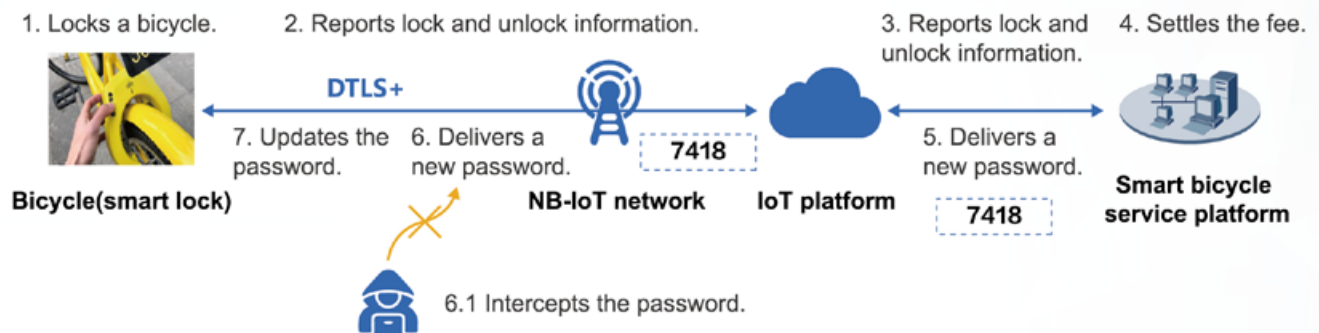 1. Locks a bicycle.
2. Reports lock and unlock information.
3. Reports lock and
unlock information.
4. Settles the fee.
DTLS+
7. Updates the
password.
6. Delivers a
new password.
7418
5. Delivers a
new password.
7418
Bicycle(smart lock)
NB-IoT network
IoT platform
Smart bicycle
service platform
6.1 Intercepts the password.